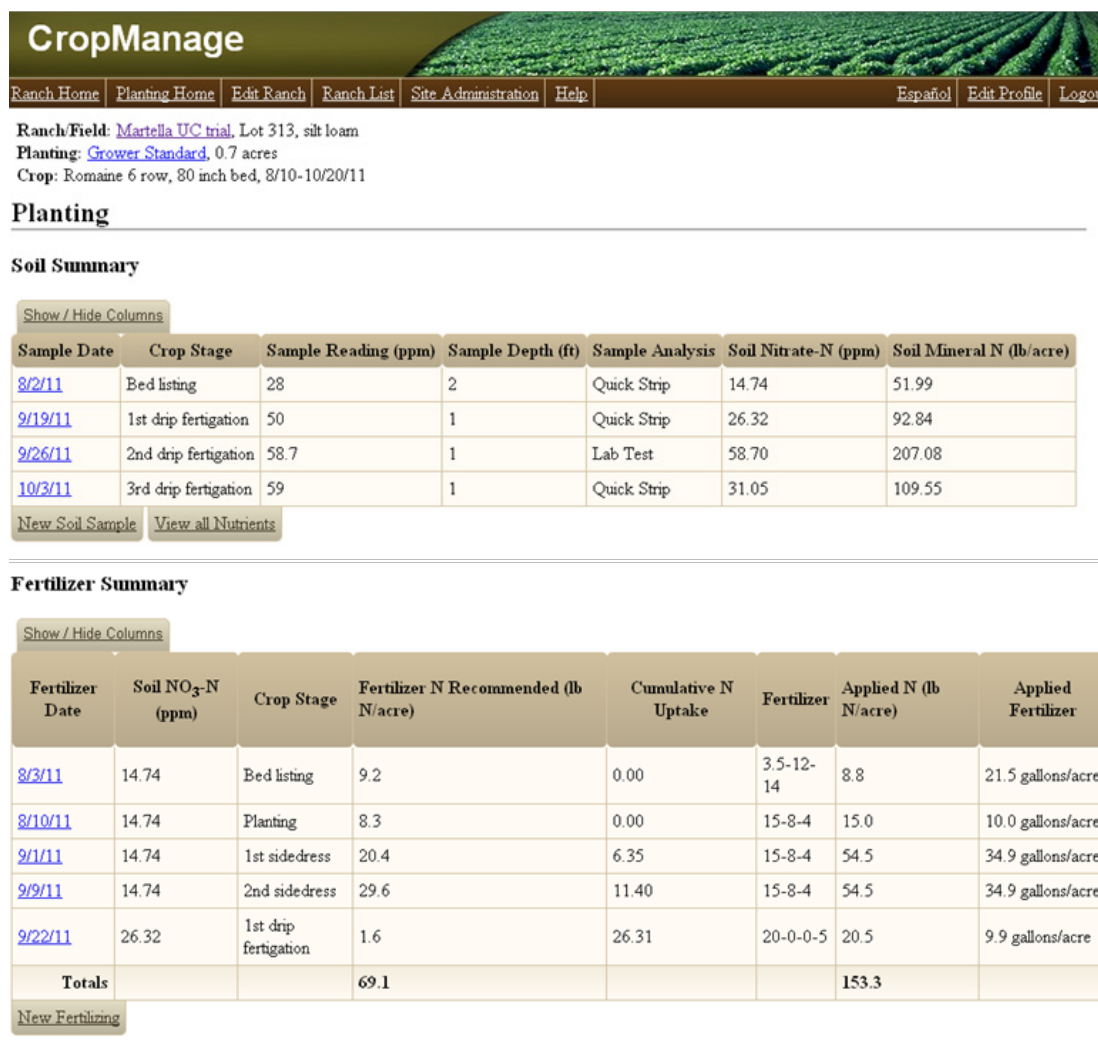 CropManage
Ranch Home Planting Home Edit Ranch Ranch List Site Administration Help Español Edit Profile Logou
Ranch/Field: Martella UC trial, Lot 313, silt loam
Planting: Grower Standard, 0.7 acres
Crop: Romaine 6 row, 80 inch bed, 8/10-10/20/11
Planting
Soil Summary
Show / Hide Columns
Sample Date Crop Stage Sample Reading (ppm) Sample Depth (ft) Sample Analysis Soil Nitrate-N (ppm) Soil Mineral N (lb/acre)
8/2/11 Bed listing 28 2 Quick Strip 14.74 51.99
9/19/11 1st drip fertigation 50 1 Quick Strip 26.32 92.84
9/26/11 2nd drip fertigation 58.7 1 Lab Test 58.70 207.08
10/3/11 3rd drip fertigation 59 1 Quick Strip 31.05 109.55
New Soil Sample View all Nutrients
Fertilizer Summary
Show / Hide Columns
Fertilizer Date Soil NO3-N (ppm) Crop Stage Fertilizer N Recommended (lb N/acre) Cumulative N Uptake Fertilizer Applied N (lb N/acre) Applied Fertilizer
8/3/11 14.74 Bed listing 9.2 0.00 3.5-12-14 8.8 21.5 gallons/acre
8/10/11 14.74 Planting 8.3 0.00 15-8-4 15.0 10.0 gallons/acre
9/1/11 14.74 1st sidedress 20.4 6.35 15-8-4 54.5 34.9 gallons/acre
9/9/11 14.74 2nd sidedress 29.6 11.40 15-8-4 54.5 34.9 gallons/acre
9/22/11 26.32 1st drip fertigation 1.6 26.31 20-0-0-5 20.5 9.9 gallons/acre
Totals 69.1 153.3
New Fertilizing